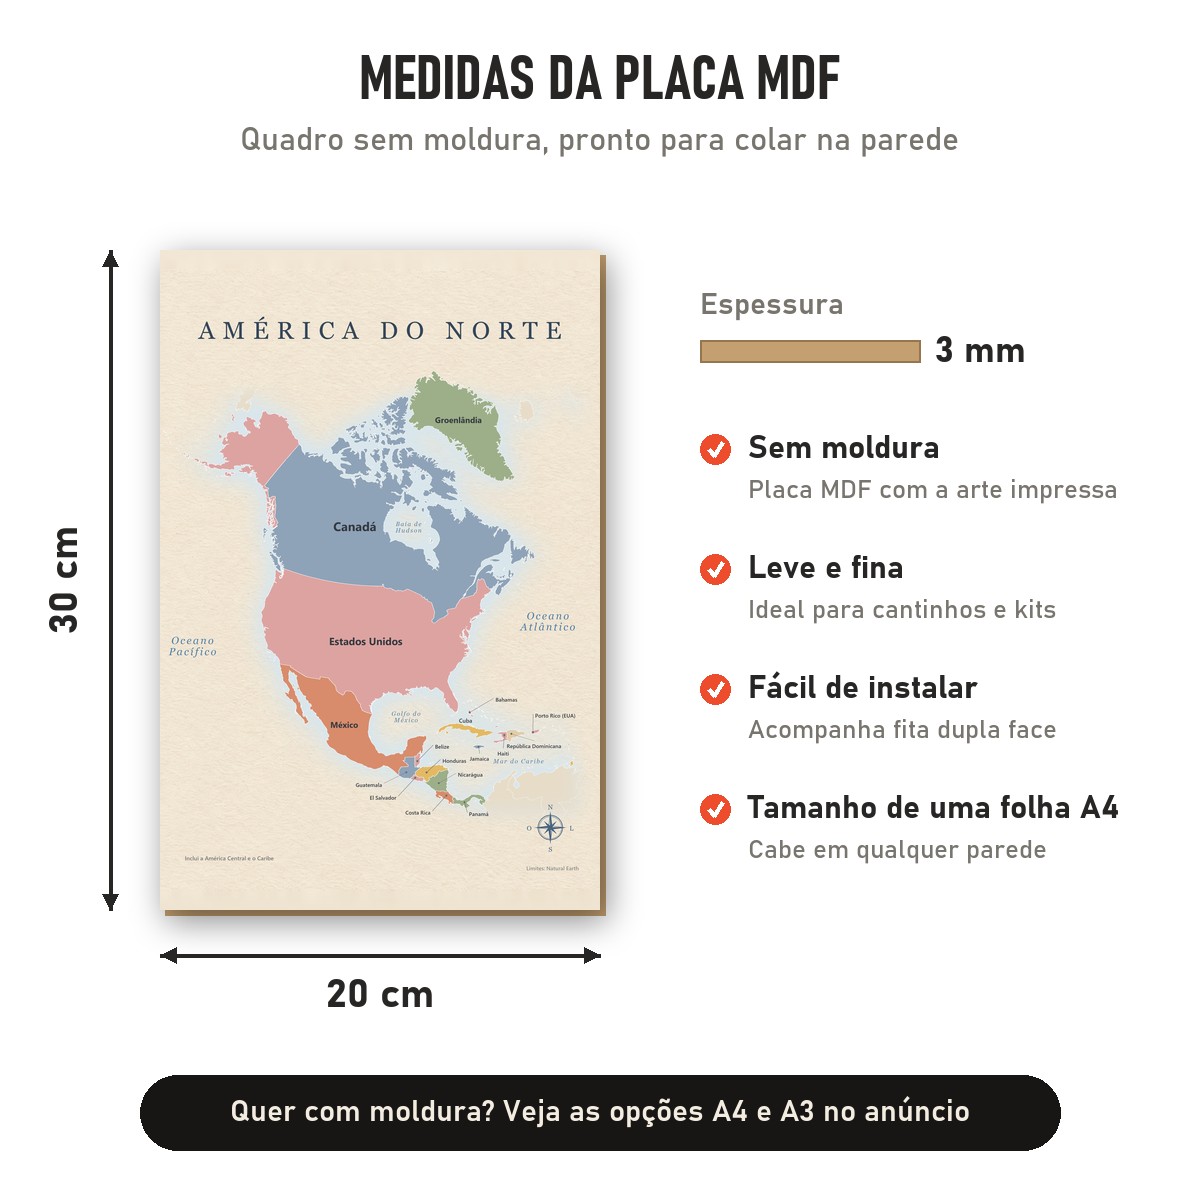 MEDIDAS DA PLACA MDF
Quadro sem moldura, pronto para colar na parede
AMÉRICA DO NORTE
Groenlândia
Canadá
Baía de
Hudson
Estados Unidos
Oceano
Pacífico
Oceano
Atlântico
México
Golfo do
México
Bahamas
Cuba
Porto Rico (EUA)
República Dominicana
Haiti
Jamaica
Mar do Caribe
Belize
Honduras
Nicarágua
Guatemala
El Salvador
Costa Rica
Panamá
N
O
L
S
Inclui a América Central e o Caribe
Limites: Natural Earth
30 cm
20 cm
Espessura
3 mm
Sem moldura
Placa MDF com a arte impressa
Leve e fina
Ideal para cantinhos e kits
Fácil de instalar
Acompanha fita dupla face
Tamanho de uma folha A4
Cabe em qualquer parede
Quer com moldura? Veja as opções A4 e A3 no anúncio